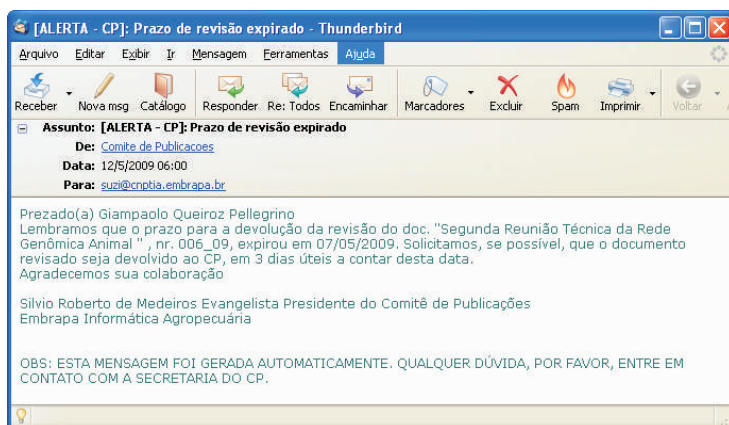 [ALERTA - CP]: Prazo de revisão expirado - Thunderbird
Arquivo Editar Exibir Ir Mensagem Ferramentas Ajuda
Receber Nova msg Catálogo Responder Re: Todos Encaminhar Marcadores Excluir Spam Imprimir Voltar
Assunto: [ALERTA - CP]: Prazo de revisão expirado
De: Comite de Publicacoes
Data: 12/5/2009 06:00
Para: suzi@cnptia.embrapa.br
Prezado(a) Giampaolo Queiroz Pellegrino
Lembramos que o prazo para a devolução da revisão do doc. "Segunda Reunião Técnica da Rede
Genômica Animal " , nr. 006_09, expirou em 07/05/2009. Solicitamos, se possível, que o documento
revisado seja devolvido ao CP, em 3 dias úteis a contar desta data.
Agradecemos sua colaboração
Silvio Roberto de Medeiros Evangelista Presidente do Comitê de Publicações
Embrapa Informática Agropecuária
OBS: ESTA MENSAGEM FOI GERADA AUTOMATICAMENTE. QUALQUER DÚVIDA, POR FAVOR, ENTRE EM
CONTATO COM A SECRETARIA DO CP.